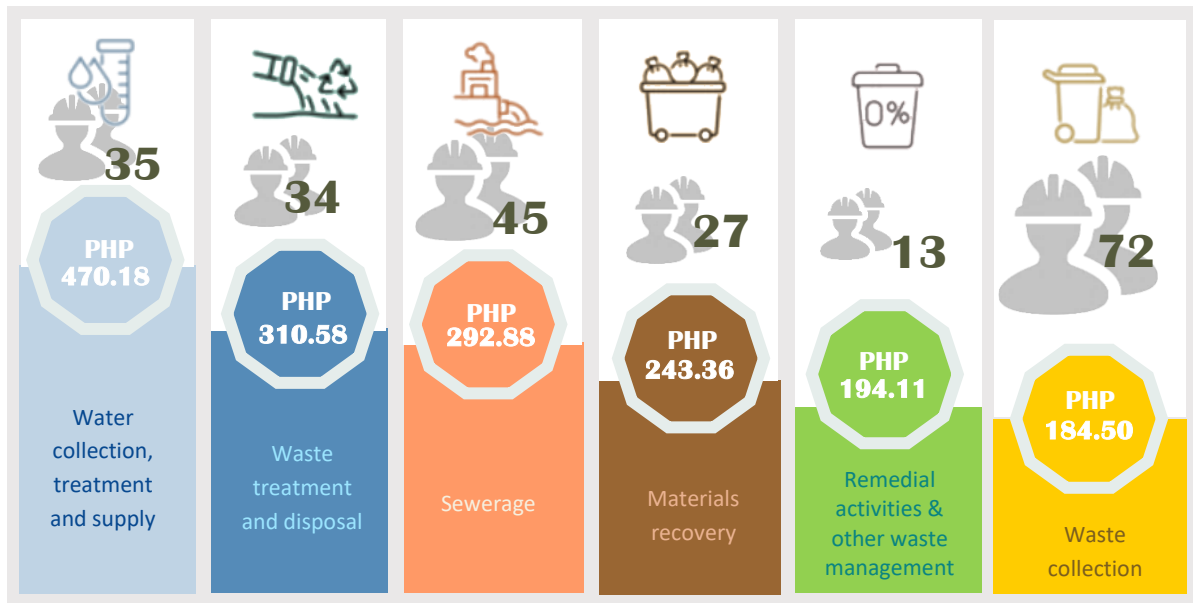 35
PHP
470.18
Water
collection,
treatment
and supply
34
PHP
310.58
Waste
treatment
and disposal
45
PHP
292.88
Sewerage
27
PHP
243.36
Materials
recovery
0%
13
PHP
194.11
Remedial
activities &
other waste
management
72
PHP
184.50
Waste
collection